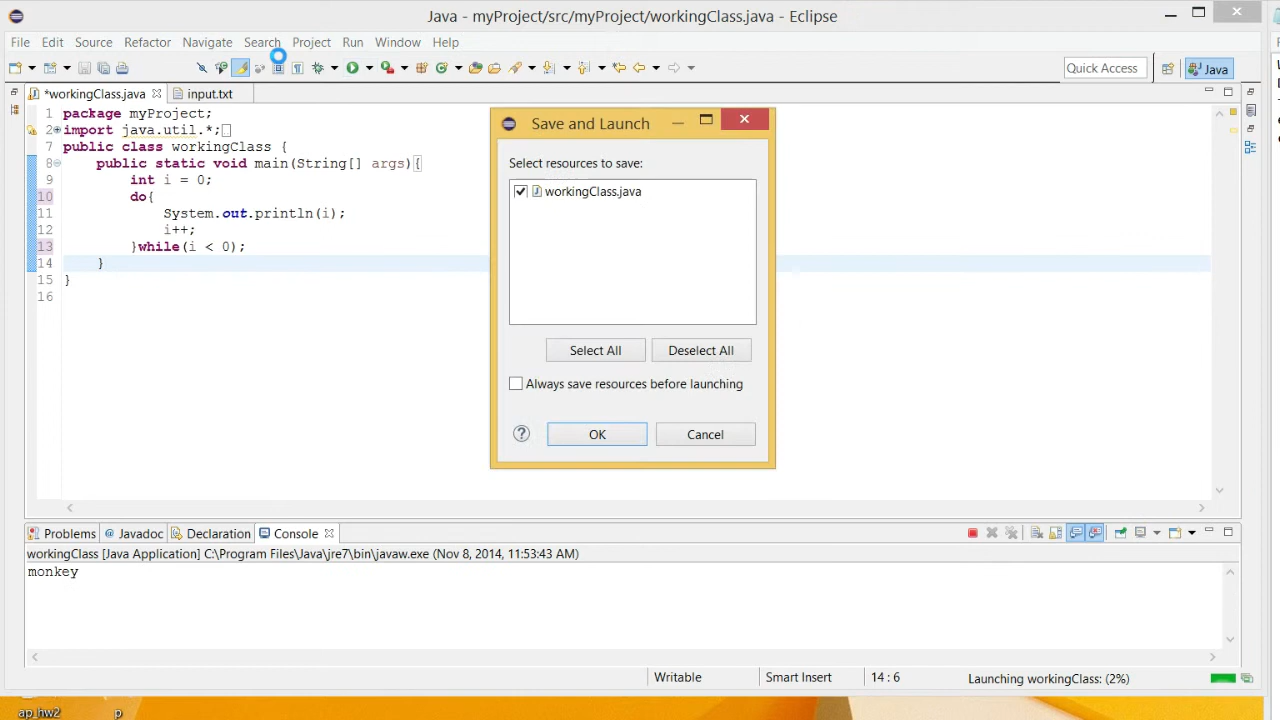 Java - myProject/src/myProject/workingClass.java - Eclipse
File Edit Source Refactor Navigate Search Project Run Window Help
Quick Access
Java
*workingClass.java
input.txt
1 package myProject;
2 import java.util.*;
7 public class workingClass {
8 public static void main(String[] args){
9 int i = 0;
10 do{
11 System.out.println(i);
12 i++;
13 }while(i < 0);
14 }
15 }
16
Save and Launch
Select resources to save:
workingClass.java
Select All
Deselect All
Always save resources before launching
OK
Cancel
Problems
@ Javadoc
Declaration
Console
workingClass [Java Application] C:\Program Files\Java\jre7\bin\javaw.exe (Nov 8, 2014, 11:53:43 AM)
monkey
Writable
Smart Insert
14 : 6
Launching workingClass: (2%)
ap_hw2
p